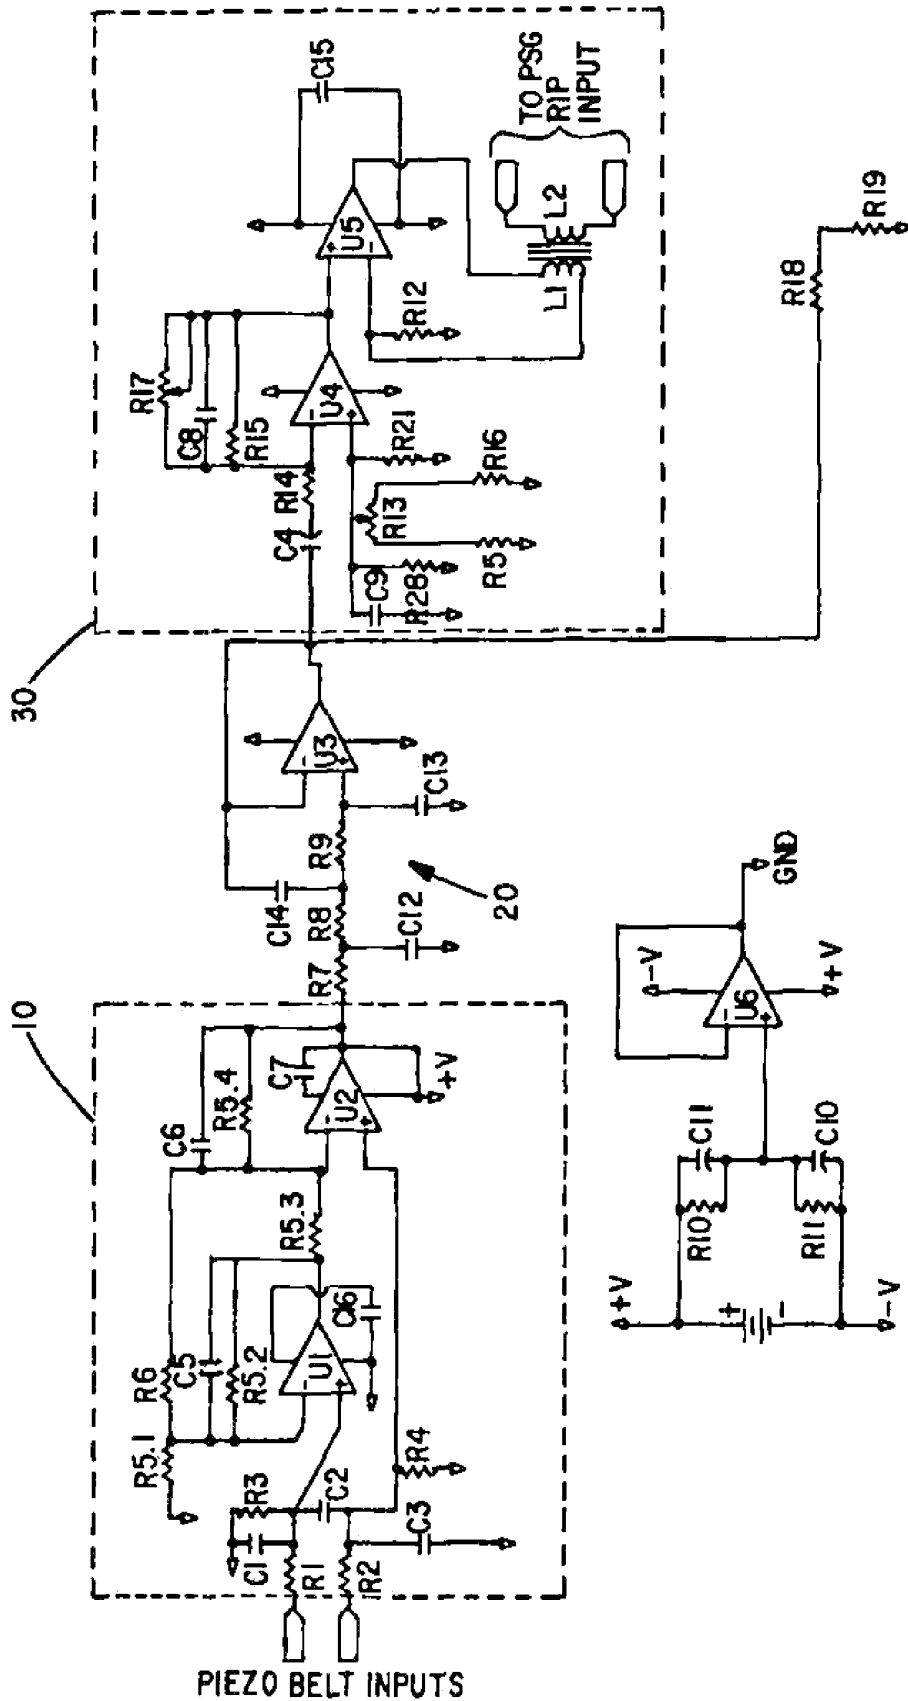 10
30
20
PIEZO BELT INPUTS
R1
R2
C1
R3
C2
C3
R4
R5.1
R6
C5
R5.2
U1
-
+
C16
R5.3
C6
R5.4
C7
U2
-
+
+V
R7
C12
R8
C14
R9
C13
U3
-
+
C4
R14
R15
C8
R17
U4
-
+
C9
R28
R5
R13
R16
R21
U5
+
-
C15
R12
L1
L2
TO PSG
RIP
INPUT
R18
R19
+V
+
-
-V
R10
C11
R11
C10
U6
-
+
-V
+V
GND